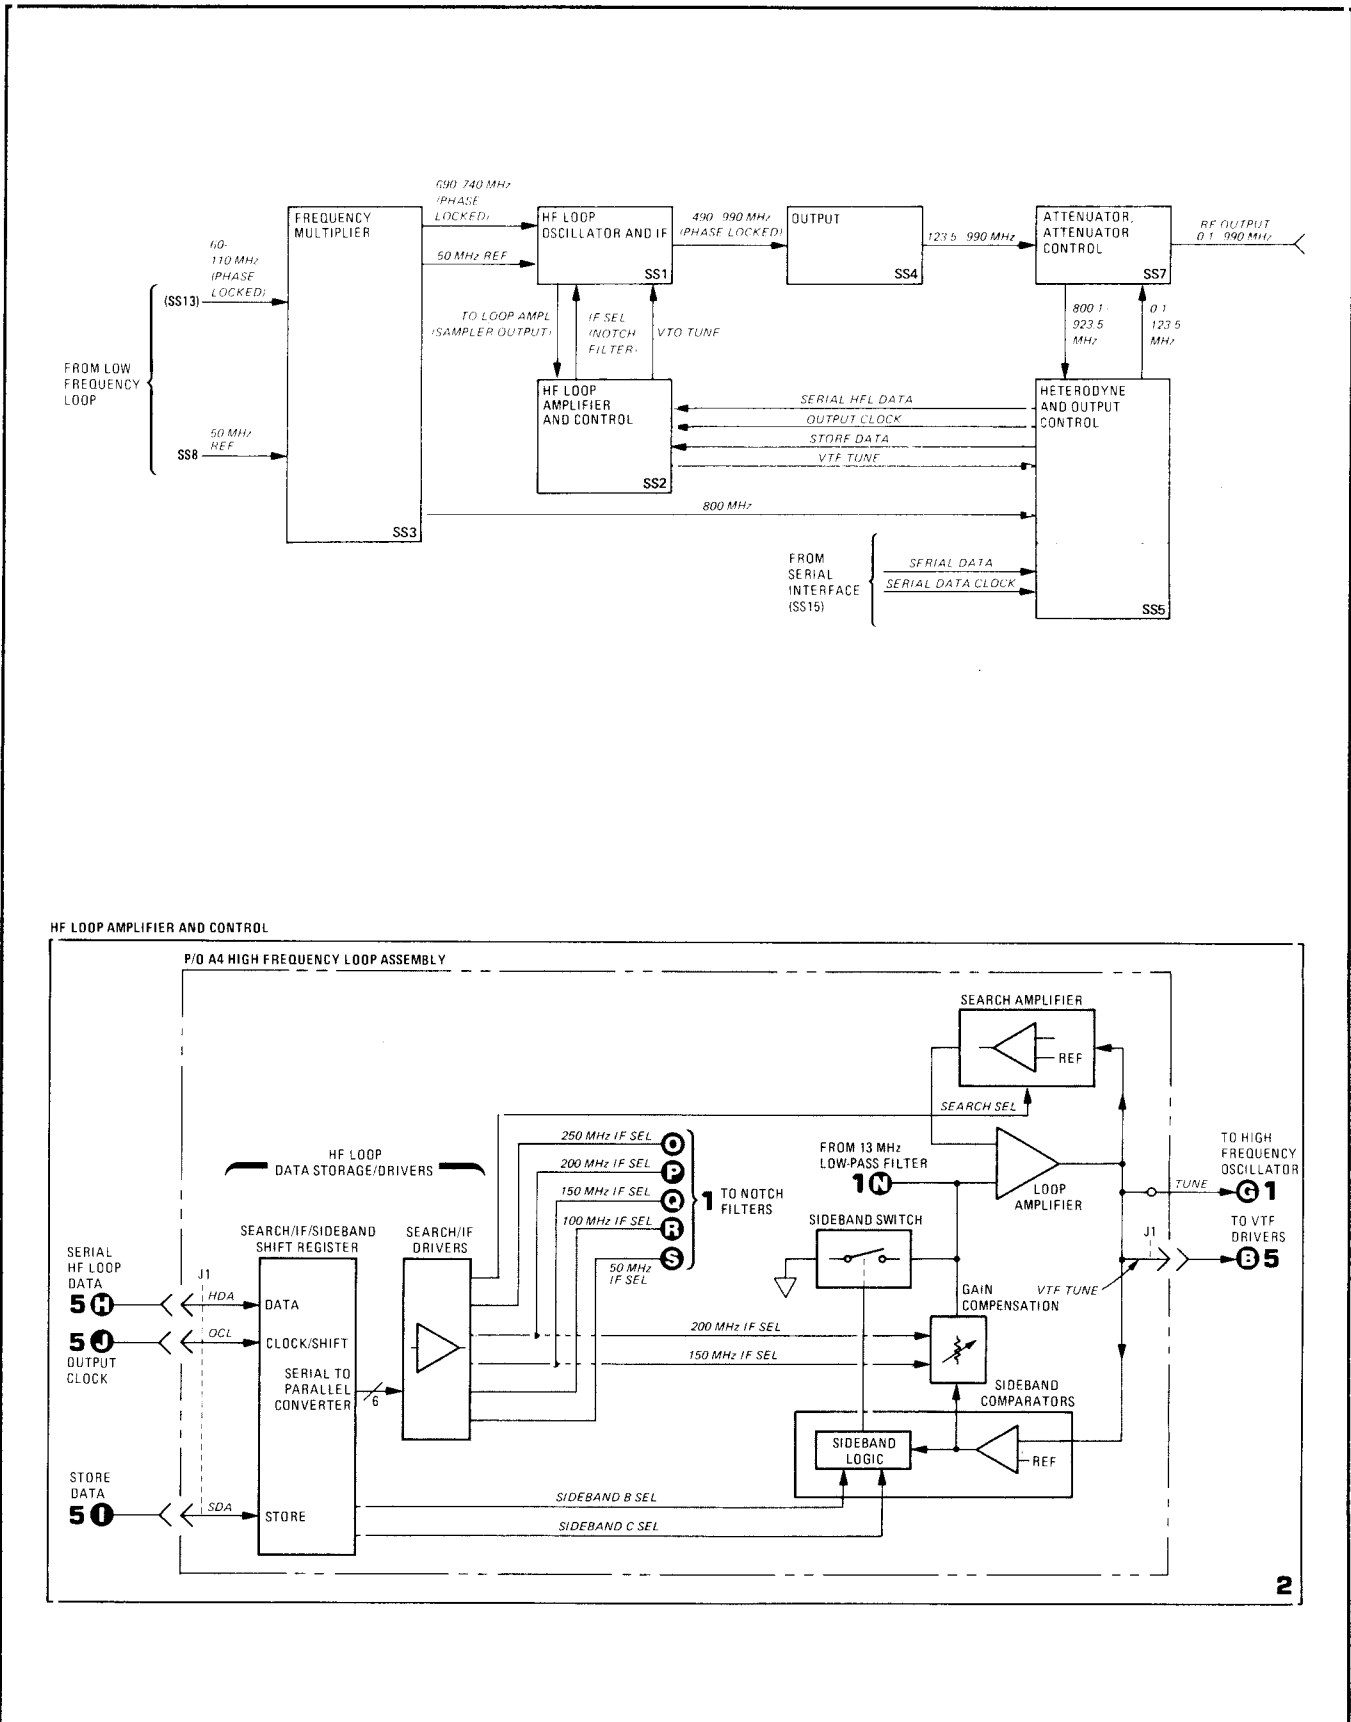 690 740 MHz
(PHASE
LOCKED)
FREQUENCY
MULTIPLIER
HF LOOP
OSCILLATOR AND IF
SS1
490 990 MHz
(PHASE LOCKED)
OUTPUT
SS4
123.5 990 MHz
ATTENUATOR,
ATTENUATOR
CONTROL
SS7
RF OUTPUT
0.1 990 MHz
60-
110 MHz
(PHASE
LOCKED)
50 MHz REF
(SS13)
TO LOOP AMPL
(SAMPLER OUTPUT)
IF SEL
(NOTCH
FILTER)
VTO TUNE
800 1
923.5
MHz
0.1
123.5
MHz
FROM LOW
FREQUENCY
LOOP
HF LOOP
AMPLIFIER
AND CONTROL
SS2
SERIAL HFL DATA
OUTPUT CLOCK
STORE DATA
VTF TUNE
HETERODYNE
AND OUTPUT
CONTROL
50 MHz
REF
SS8
SS3
800 MHz
FROM
SERIAL
INTERFACE
(SS15)
SERIAL DATA
SERIAL DATA CLOCK
SS5
HF LOOP AMPLIFIER AND CONTROL
P/O A4 HIGH FREQUENCY LOOP ASSEMBLY
SEARCH AMPLIFIER
REF
SEARCH SEL
HF LOOP
DATA STORAGE/DRIVERS
250 MHz IF SEL
O
200 MHz IF SEL
P
150 MHz IF SEL
Q
100 MHz IF SEL
R
50 MHz
IF SEL
S
1 TO NOTCH
FILTERS
FROM 13 MHz
LOW-PASS FILTER
1 N
LOOP
AMPLIFIER
TO HIGH
FREQUENCY
OSCILLATOR
TUNE
G 1
SIDEBAND SWITCH
TO VTF
DRIVERS
J1
B 5
VTF TUNE
SEARCH/IF/SIDEBAND
SHIFT REGISTER
SEARCH/IF
DRIVERS
SERIAL
HF LOOP
DATA
5 H
J1
HDA
DATA
GAIN
COMPENSATION
5 J
OCL
CLOCK/SHIFT
OUTPUT
CLOCK
200 MHz IF SEL
150 MHz IF SEL
SERIAL TO
PARALLEL
CONVERTER
6
SIDEBAND
COMPARATORS
SIDEBAND
LOGIC
REF
STORE
DATA
5 I
SDA
STORE
SIDEBAND B SEL
SIDEBAND C SEL
2